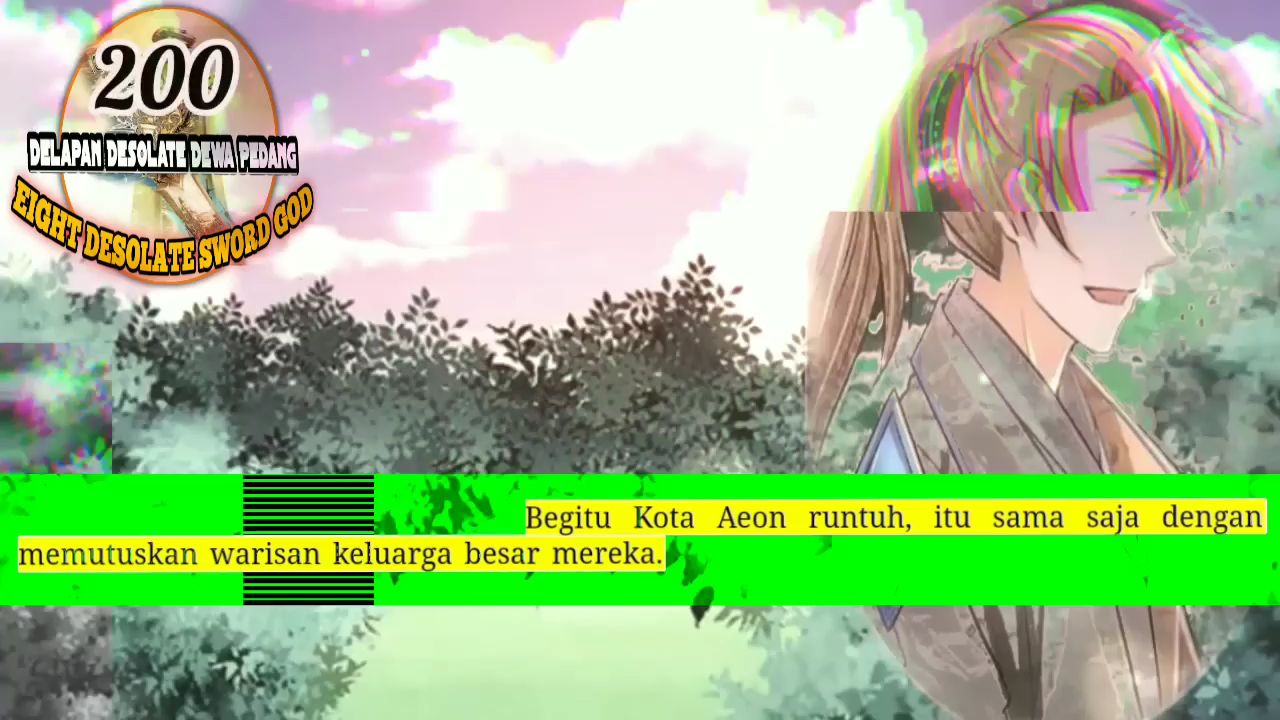 200
DELAPAN DESOLATE DEWA PEDANG
EIGHT DESOLATE SWORD GOD
Begitu Kota Aeon runtuh, itu sama saja dengan
memutuskan warisan keluarga besar mereka.